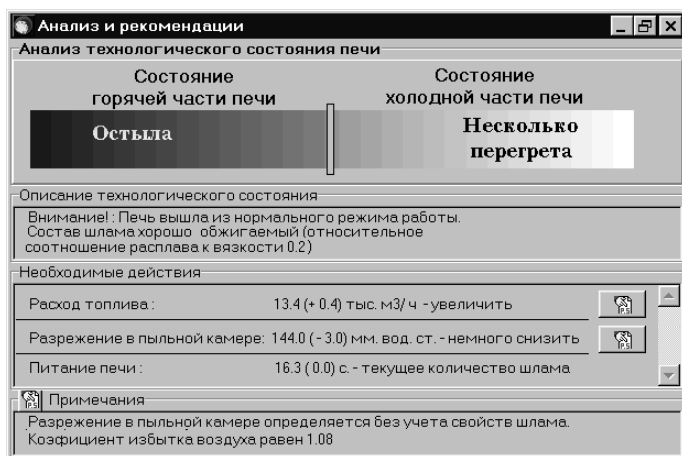 Анализ и рекомендации
Анализ технологического состояния печи
Состояние горячей части печи
Состояние холодной части печи
Остыла
Несколько перегрета
Описание технологического состояния
Внимание! : Печь вышла из нормального режима работы.
Состав шлама хорошо обжигаемый (относительное
соотношение расплава к вязкости 0.2)
Необходимые действия
Расход топлива : 13.4 (+ 0.4) тыс. м3/ ч - увеличить
Разрежение в пыльной камере: 144.0 ( - 3.0) мм. вод. ст. - немного снизить
Питание печи : 16.3 ( 0.0) с. - текущее количество шлама
Примечания
Разрежение в пыльной камере определяется без учета свойств шлама.
Коэфициент избытка воздуха равен 1.08